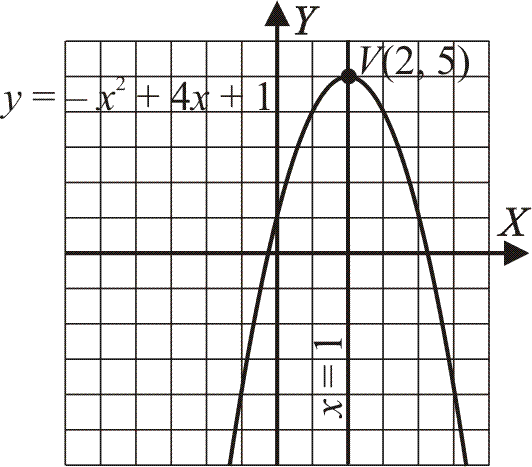 Y
V(2, 5)
y = – x² + 4x + 1
X
x = 1